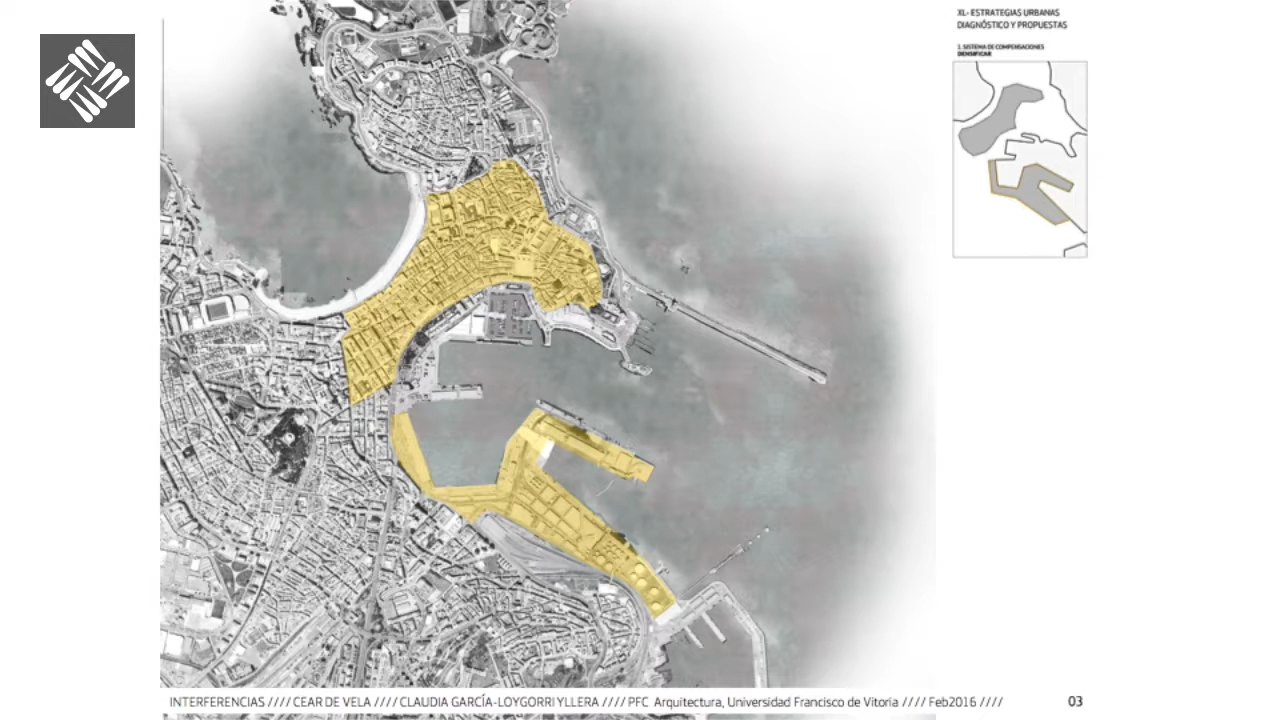 XL- ESTRATEGIAS URBANAS
DIAGNÓSTICO Y PROPUESTAS
1. SISTEMA DE COMPENSACIONES
DENSIFICAR
INTERFERENCIAS //// CEAR DE VELA //// CLAUDIA GARCÍA-LOYGORRI YLLERA //// PFC Arquitectura, Universidad Francisco de Vitoria //// Feb2016 ////
03